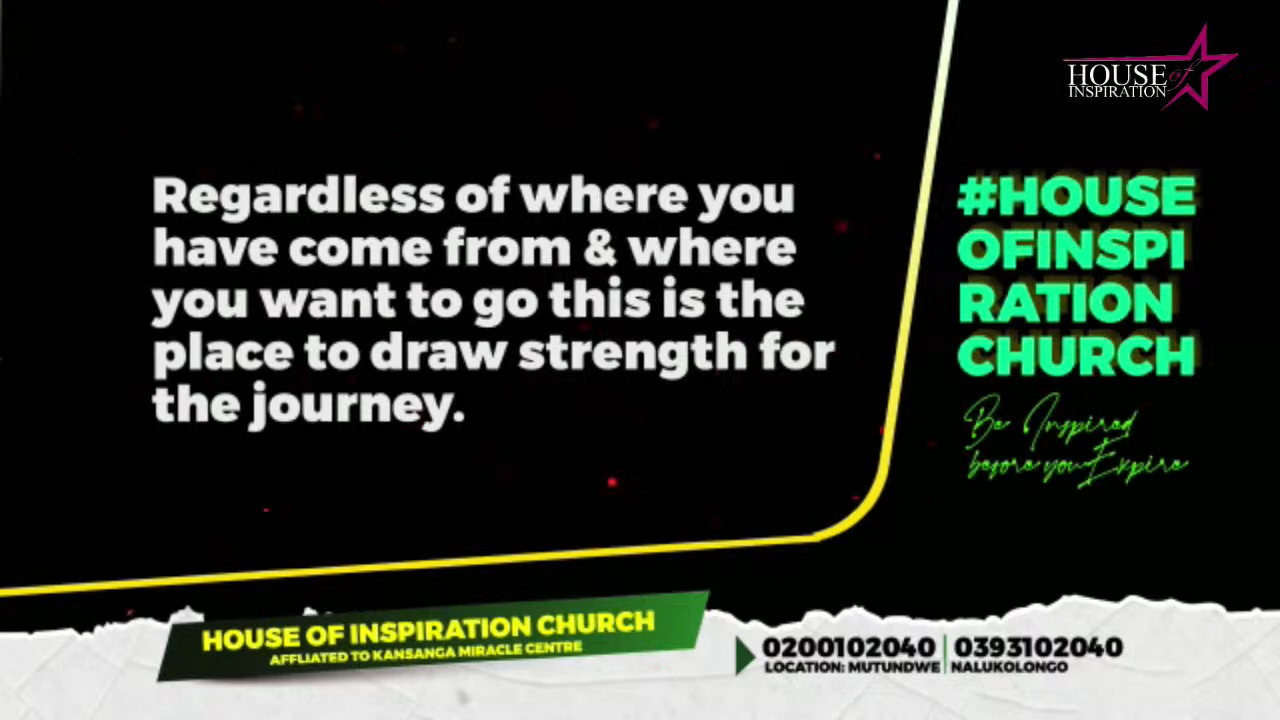 HOUSE of
INSPIRATION
Regardless of where you
have come from & where
you want to go this is the
place to draw strength for
the journey.
#HOUSE
OFINSPI
RATION
CHURCH
Be Inspired
before you Expire
HOUSE OF INSPIRATION CHURCH
AFFLIATED TO KANSANGA MIRACLE CENTRE
0200102040 | 0393102040
LOCATION: MUTUNDWE | NALUKOLONGO